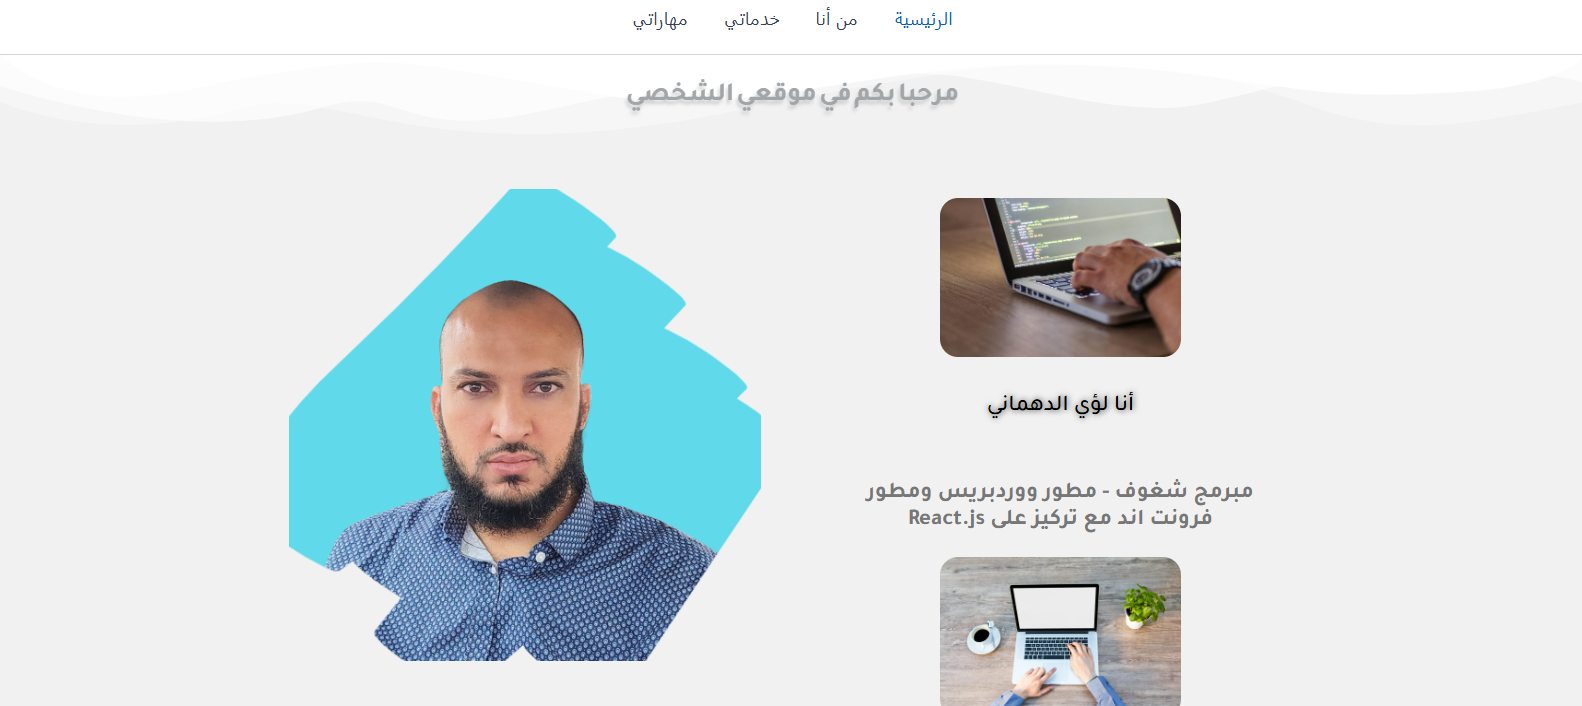 الرئيسية من أنا خدماتي مهاراتي
مرحبا بكم في موقعي الشخصي
أنا لؤي الدهماني
مبرمج شغوف - مطور ووردبريس ومطور
فرونت اند مع تركيز على React.js